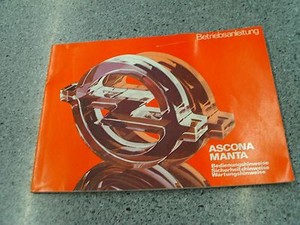 Betriebsanleitung
ASCONA
MANTA
Bedienungshinweise
Sicherheitshinweise
Wartungshinweise